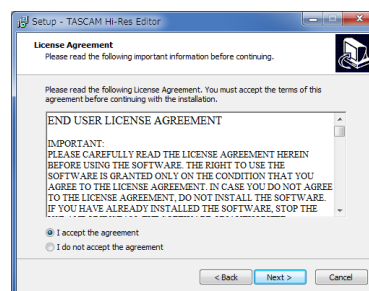 Setup - TASCAM Hi-Res Editor
License Agreement
Please read the following important information before continuing.
Please read the following License Agreement. You must accept the terms of this
agreement before continuing with the installation.
END USER LICENSE AGREEMENT
IMPORTANT:
PLEASE CAREFULLY READ THE LICENSE AGREEMENT HEREIN
BEFORE USING THE SOFTWARE. THE RIGHT TO USE THE
SOFTWARE IS GRANTED ONLY ON THE CONDITION THAT YOU
AGREE TO THE LICENSE AGREEMENT. IN CASE YOU DO NOT AGREE
TO THE LICENSE AGREEMENT, DO NOT INSTALL THE SOFTWARE.
IF YOU HAVE ALREADY INSTALLED THE SOFTWARE, STOP THE
I accept the agreement
I do not accept the agreement
< Back Next > Cancel